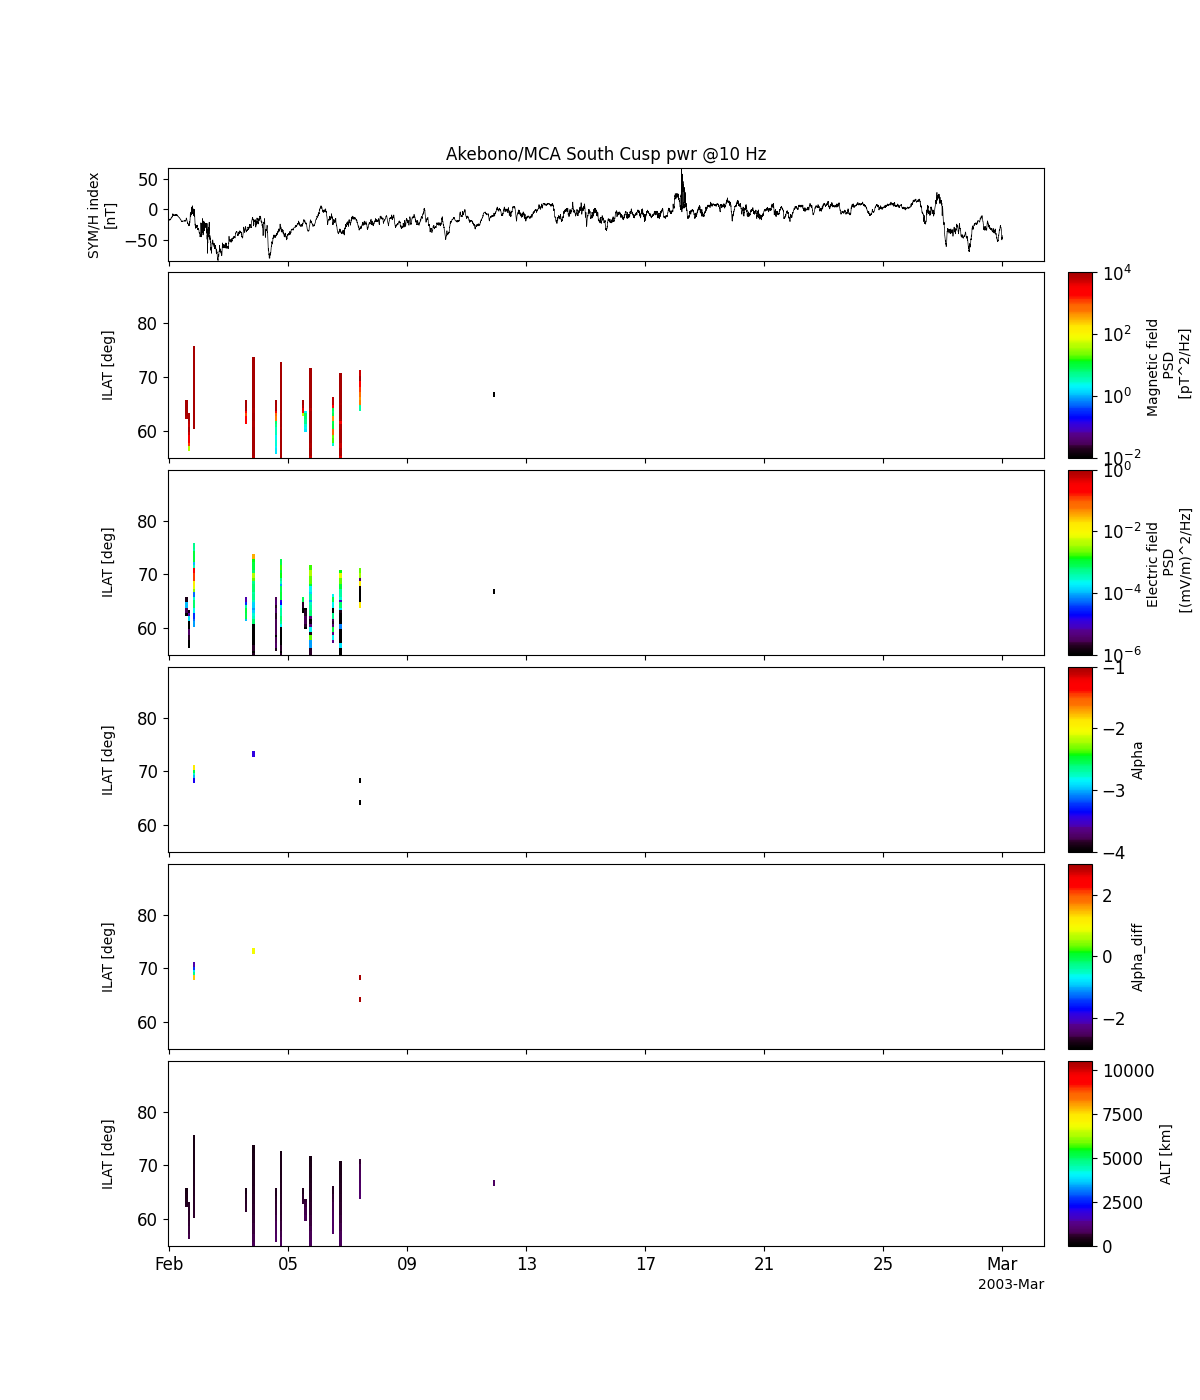 Akebono/MCA South Cusp pwr @10 Hz
SYM/H index
[nT]
50
0
−50
ILAT [deg]
80
70
60
10^4
10^2
10^0
10^−2
Magnetic field
PSD
[pT^2/Hz]
ILAT [deg]
80
70
60
10^0
10^−2
10^−4
10^−6
Electric field
PSD
[(mV/m)^2/Hz]
ILAT [deg]
80
70
60
−1
−2
−3
−4
Alpha
ILAT [deg]
80
70
60
2
0
−2
Alpha_diff
ILAT [deg]
80
70
60
10000
7500
5000
2500
0
ALT [km]
Feb 05 09 13 17 21 25 Mar
2003-Mar